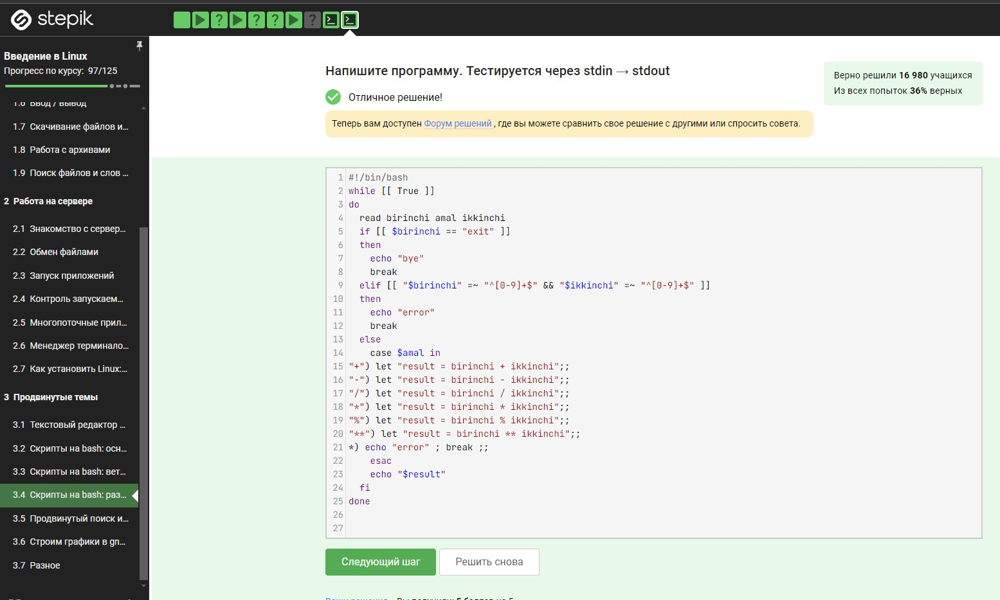 stepik
Введение в Linux
Прогресс по курсу: 97/125
1.6 Ввод / вывод
1.7 Скачивание файлов и...
1.8 Работа с архивами
1.9 Поиск файлов и слов ...
2 Работа на сервере
2.1 Знакомство с сервер...
2.2 Обмен файлами
2.3 Запуск приложений
2.4 Контроль запускаем...
2.5 Многопоточные прил...
2.6 Менеджер терминало...
2.7 Как установить Linux:...
3 Продвинутые темы
3.1 Текстовый редактор ...
3.2 Скрипты на bash: осн...
3.3 Скрипты на bash: вет...
3.4 Скрипты на bash: раз...
3.5 Продвинутый поиск и...
3.6 Строим графики в gn...
3.7 Разное
Напишите программу. Тестируется через stdin → stdout
Отличное решение!
Теперь вам доступен Форум решений , где вы можете сравнить свое решение с другими или спросить совета.
Верно решили 16 980 учащихся
Из всех попыток 36% верных
1 #!/bin/bash
2 while [[ True ]]
3 do
4   read birinchi amal ikkinchi
5   if [[ $birinchi == "exit" ]]
6   then
7     echo "bye"
8     break
9   elif [[ "$birinchi" =~ "^[0-9]+$" && "$ikkinchi" =~ "^[0-9]+$" ]]
10   then
11     echo "error"
12     break
13   else
14     case $amal in
15 "+") let "result = birinchi + ikkinchi";;
16 "-") let "result = birinchi - ikkinchi";;
17 "/") let "result = birinchi / ikkinchi";;
18 "*") let "result = birinchi * ikkinchi";;
19 "%") let "result = birinchi % ikkinchi";;
20 "**") let "result = birinchi ** ikkinchi";;
21 *) echo "error" ; break ;;
22     esac
23     echo "$result"
24   fi
25 done
26
27
Следующий шаг
Решить снова